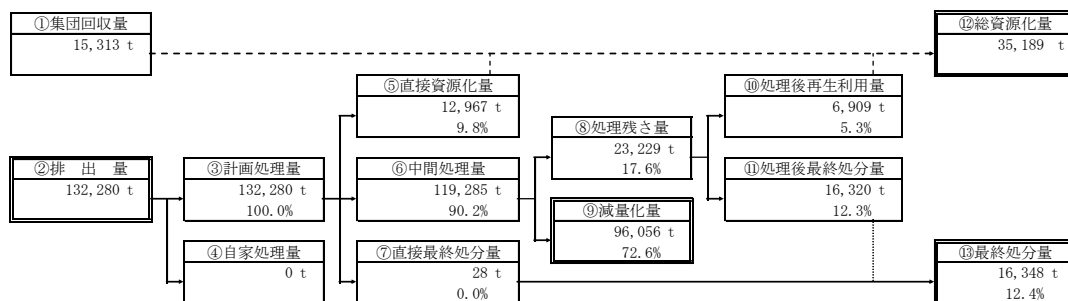 ①集団回収量
15,313 t
⑫総資源化量
35,189 t
⑤直接資源化量
12,967 t
9.8%
⑩処理後再生利用量
6,909 t
5.3%
⑧処理残さ量
23,229 t
17.6%
②排 出 量
132,280 t
③計画処理量
132,280 t
100.0%
⑥中間処理量
119,285 t
90.2%
⑪処理後最終処分量
16,320 t
12.3%
⑨減量化量
96,056 t
72.6%
④自家処理量
0 t
⑦直接最終処分量
28 t
0.0%
⑬最終処分量
16,348 t
12.4%